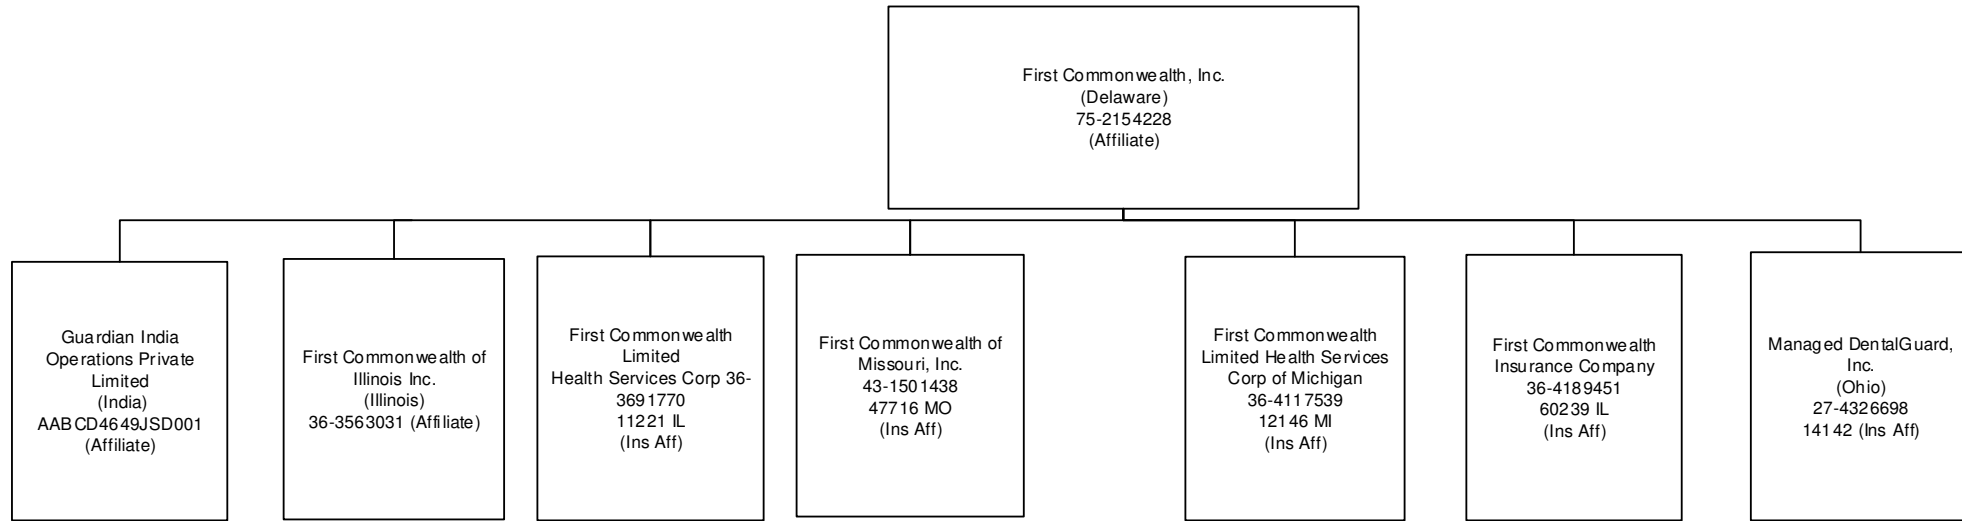 First Commonwealth, Inc.
(Delaware)
75-2154228
(Affiliate)
Guardian India
Operations Private
Limited
(India)
AABCD4649JSD001
(Affiliate)
First Commonwealth of
Illinois Inc.
(Illinois)
36-3563031 (Affiliate)
First Commonwealth
Limited
Health Services Corp 36-
3691770
11221 IL
(Ins Aff)
First Commonwealth of
Missouri, Inc.
43-1501438
47716 MO
(Ins Aff)
First Commonwealth
Limited Health Services
Corp of Michigan
36-4117539
12146 MI
(Ins Aff)
First Commonwealth
Insurance Company
36-4189451
60239 IL
(Ins Aff)
Managed DentalGuard,
Inc.
(Ohio)
27-4326698
14142 (Ins Aff)